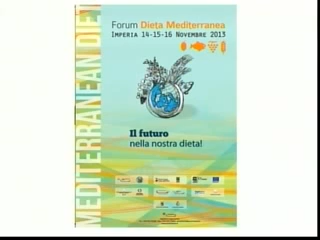 MEDITERRANEAN DIET
Forum Dieta Mediterranea
IMPERIA 14-15-16 NOVEMBRE 2013
Il futuro
nella nostra dieta!